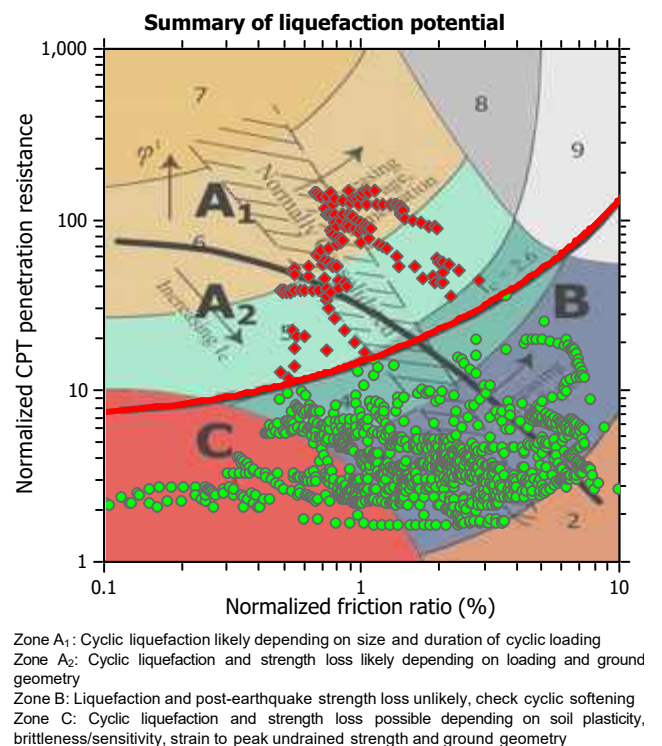 Summary of liquefaction potential
1,000
100
10
1
Normalized CPT penetration resistance
7
8
9
φ'
A1
Normally
6
A2
Increasing Ic
5
B
C
2
0.1
1
10
Normalized friction ratio (%)
Zone A1: Cyclic liquefaction likely depending on size and duration of cyclic loading
Zone A2: Cyclic liquefaction and strength loss likely depending on loading and ground
geometry
Zone B: Liquefaction and post-earthquake strength loss unlikely, check cyclic softening
Zone C: Cyclic liquefaction and strength loss possible depending on soil plasticity,
brittleness/sensitivity, strain to peak undrained strength and ground geometry